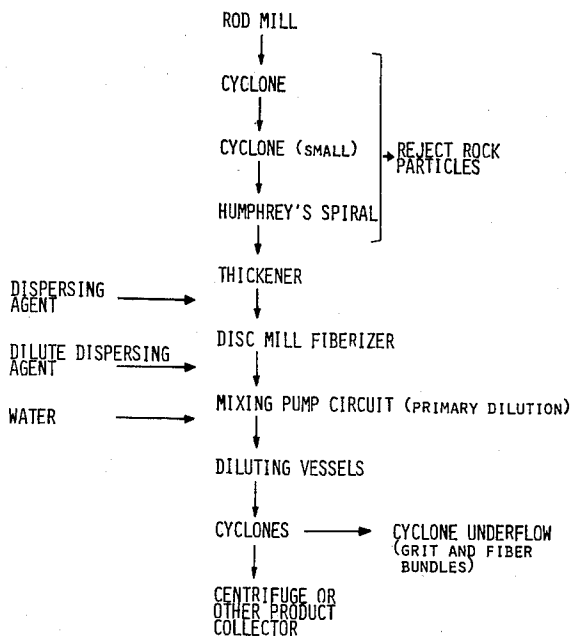 ROD MILL
CYCLONE
CYCLONE (SMALL)
REJECT ROCK
PARTICLES
HUMPHREY'S SPIRAL
THICKENER
DISPERSING
AGENT
DISC MILL FIBERIZER
DILUTE DISPERSING
AGENT
MIXING PUMP CIRCUIT (PRIMARY DILUTION)
WATER
DILUTING VESSELS
CYCLONES
CYCLONE UNDERFLOW
(GRIT AND FIBER
BUNDLES)
CENTRIFUGE OR
OTHER PRODUCT
COLLECTOR